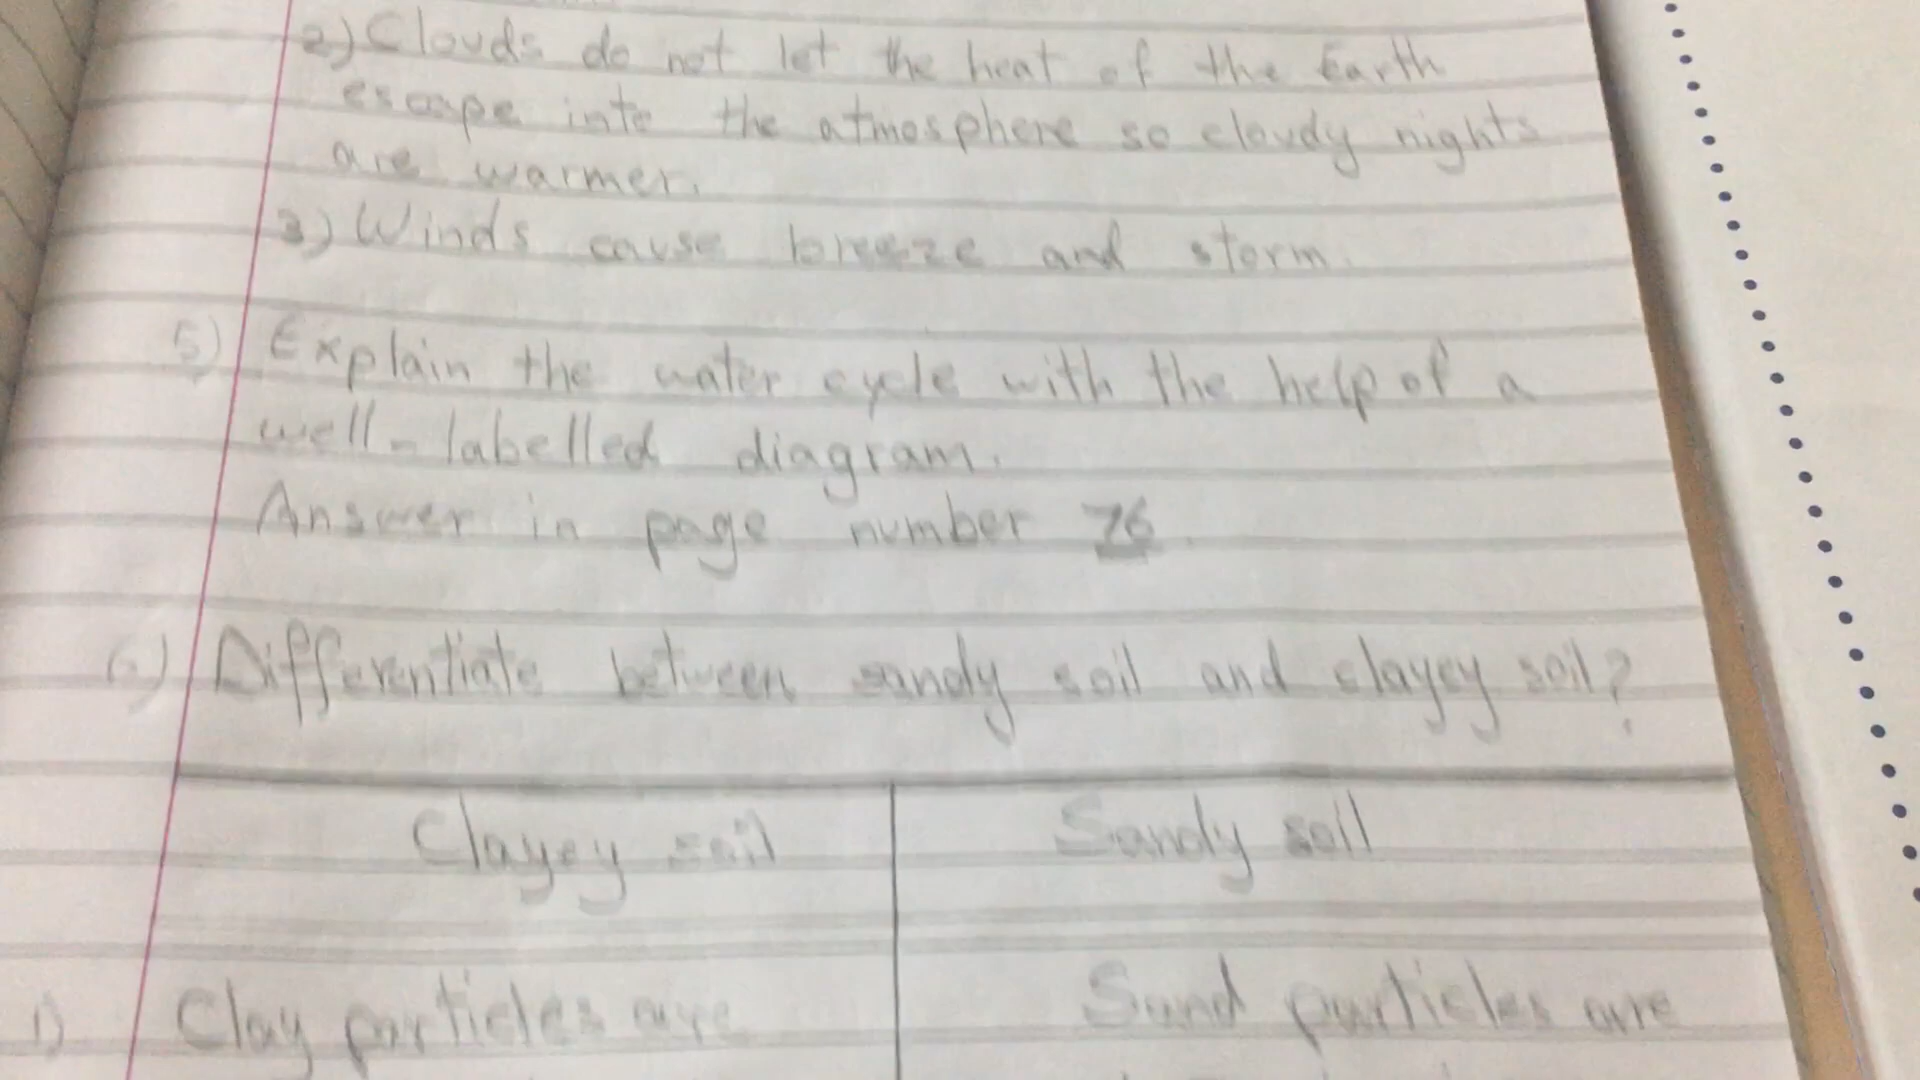 2) Clouds do not let the heat of the Earth
escape into the atmosphere so cloudy nights
are warmer.
3) Winds cause breeze and storm.
5) Explain the water cycle with the help of a
well-labelled diagram.
Answer in page number 76.
6) Differentiate between sandy soil and clayey soil?
Clayey soil
Sandy soil
1) Clay particles are
Sand particles are